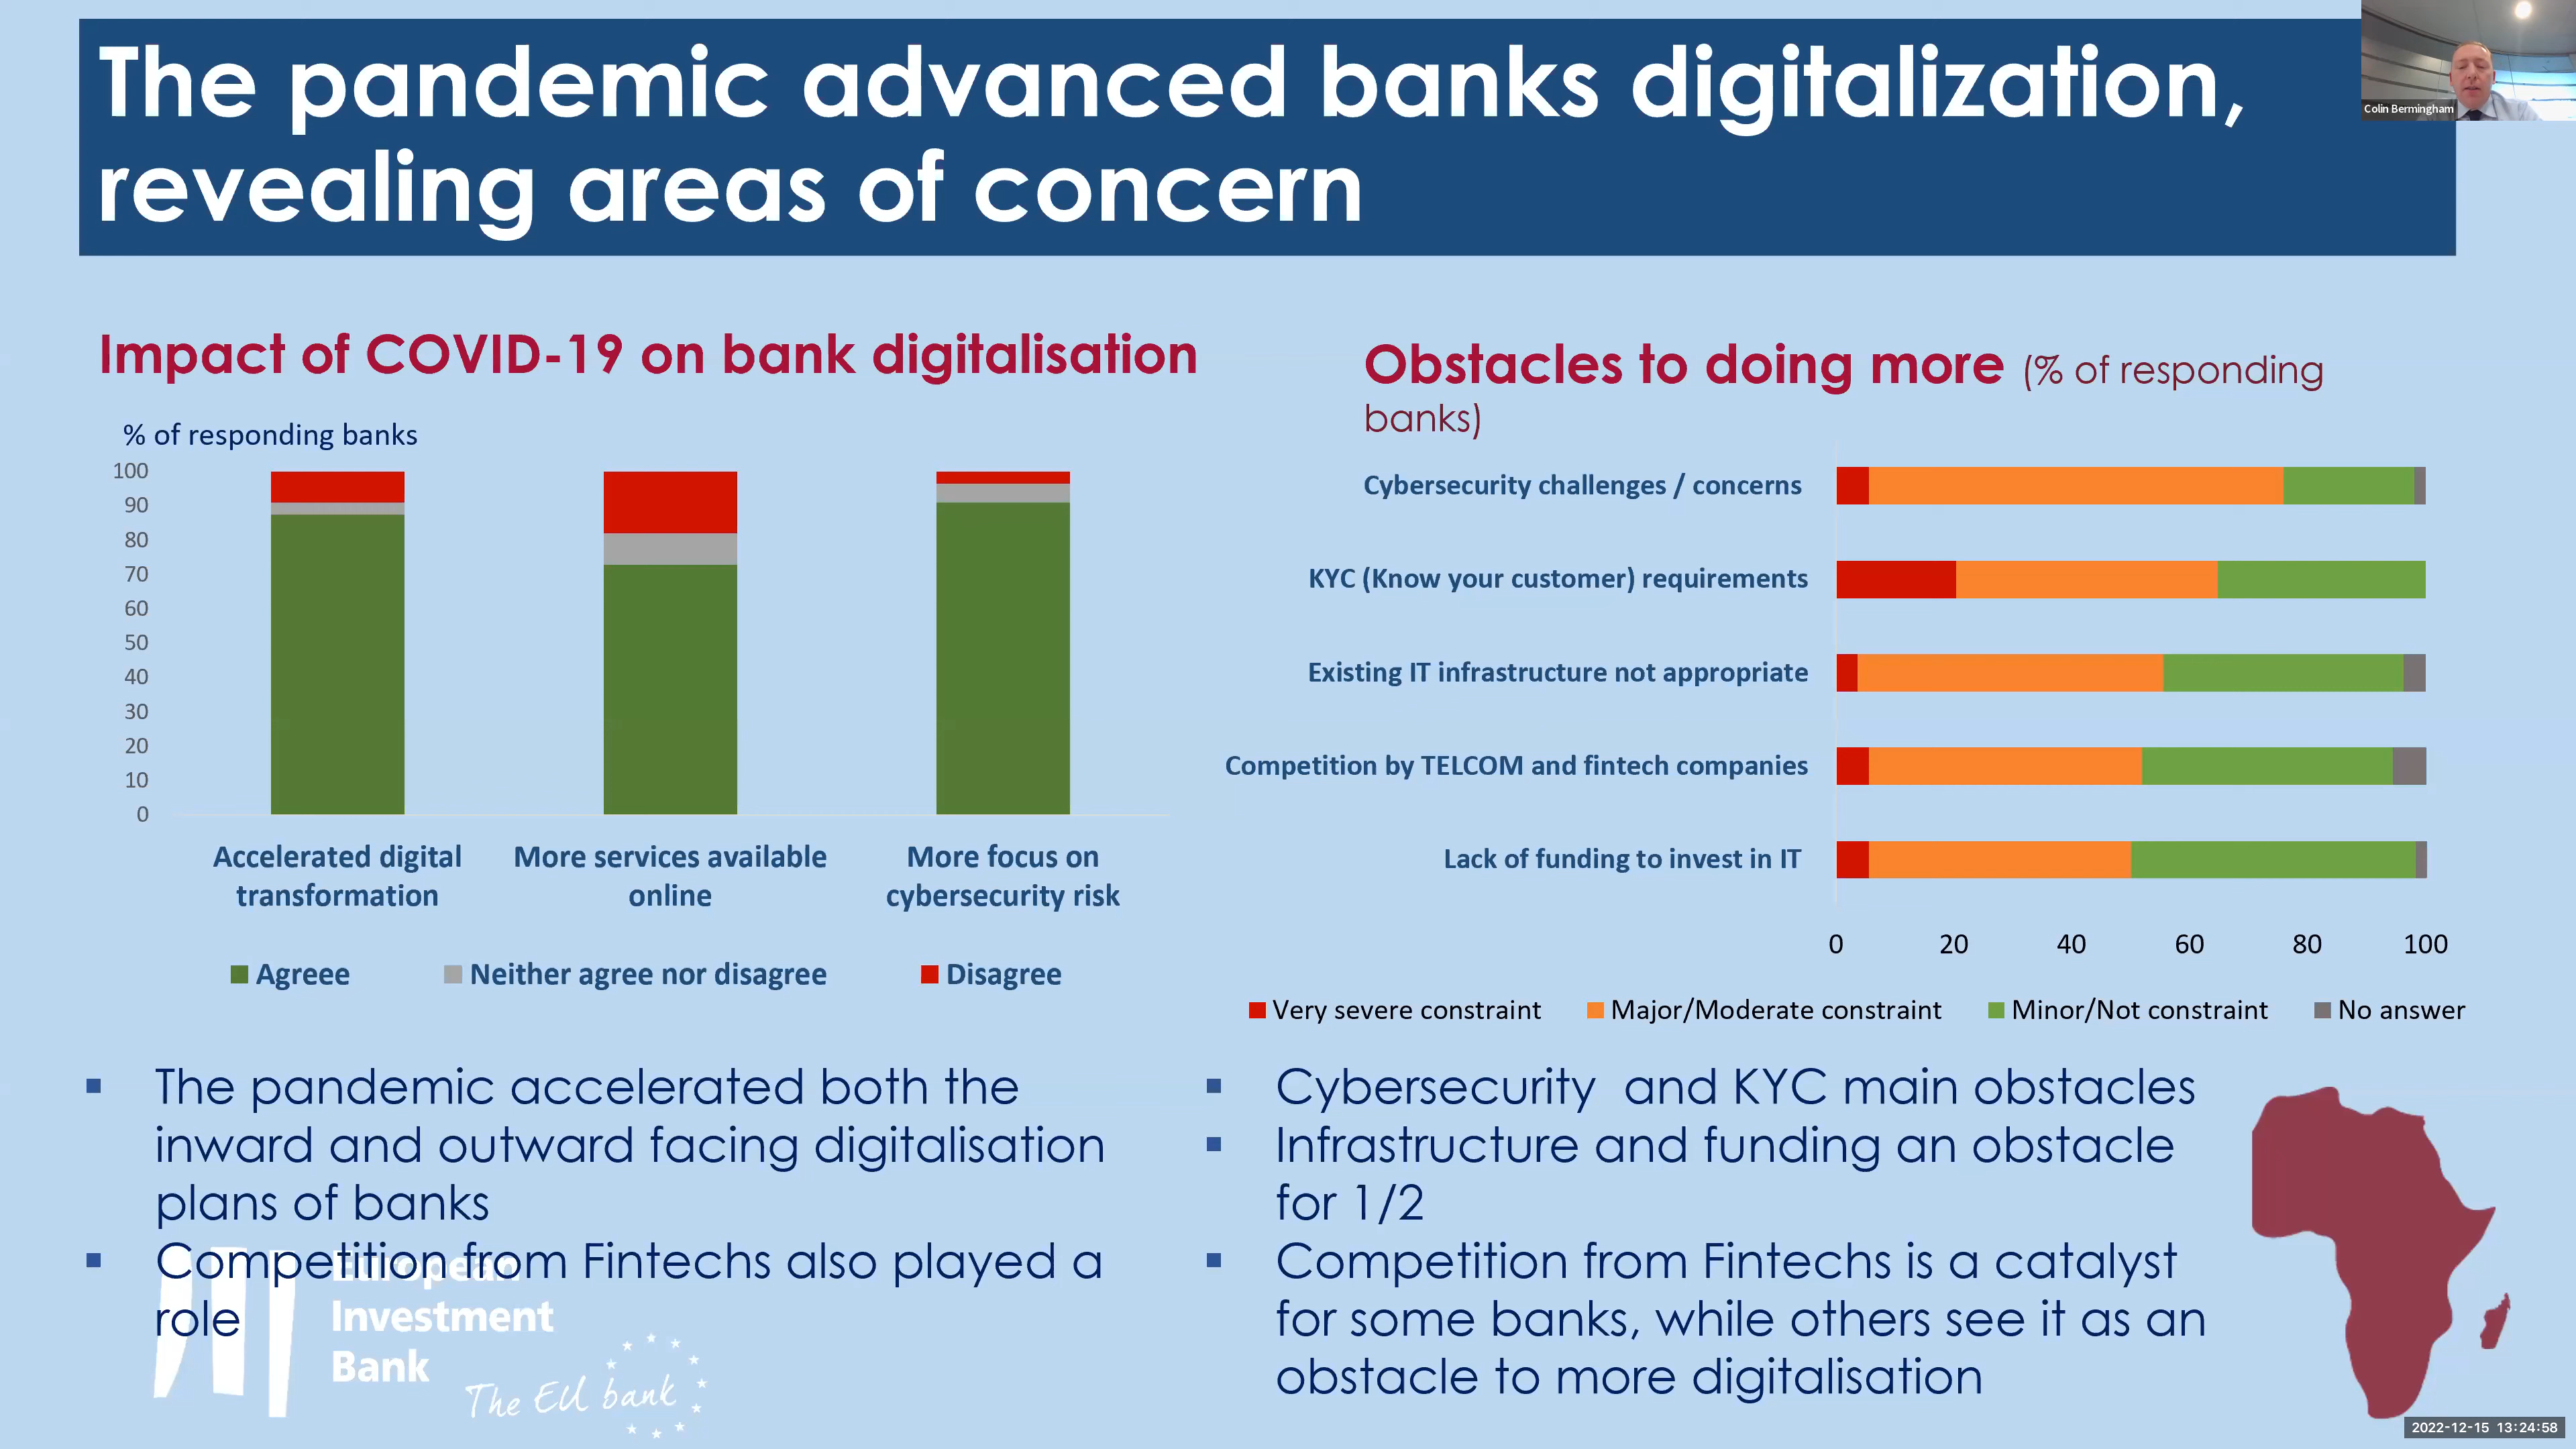 The pandemic advanced banks digitalization,
revealing areas of concern
Colin Bermingham
Impact of COVID-19 on bank digitalisation
% of responding banks
100
90
80
70
60
50
40
30
20
10
0
Accelerated digital
transformation
More services available
online
More focus on
cybersecurity risk
Agreee
Neither agree nor disagree
Disagree
Obstacles to doing more (% of responding
banks)
Cybersecurity challenges / concerns
KYC (Know your customer) requirements
Existing IT infrastructure not appropriate
Competition by TELCOM and fintech companies
Lack of funding to invest in IT
0 20 40 60 80 100
Very severe constraint
Major/Moderate constraint
Minor/Not constraint
No answer
▪ The pandemic accelerated both the
inward and outward facing digitalisation
plans of banks
▪ Competition from Fintechs also played a
role
▪ Cybersecurity and KYC main obstacles
▪ Infrastructure and funding an obstacle
for 1/2
▪ Competition from Fintechs is a catalyst
for some banks, while others see it as an
obstacle to more digitalisation
European
Investment
Bank
The EU bank
2022-12-15 13:24:58